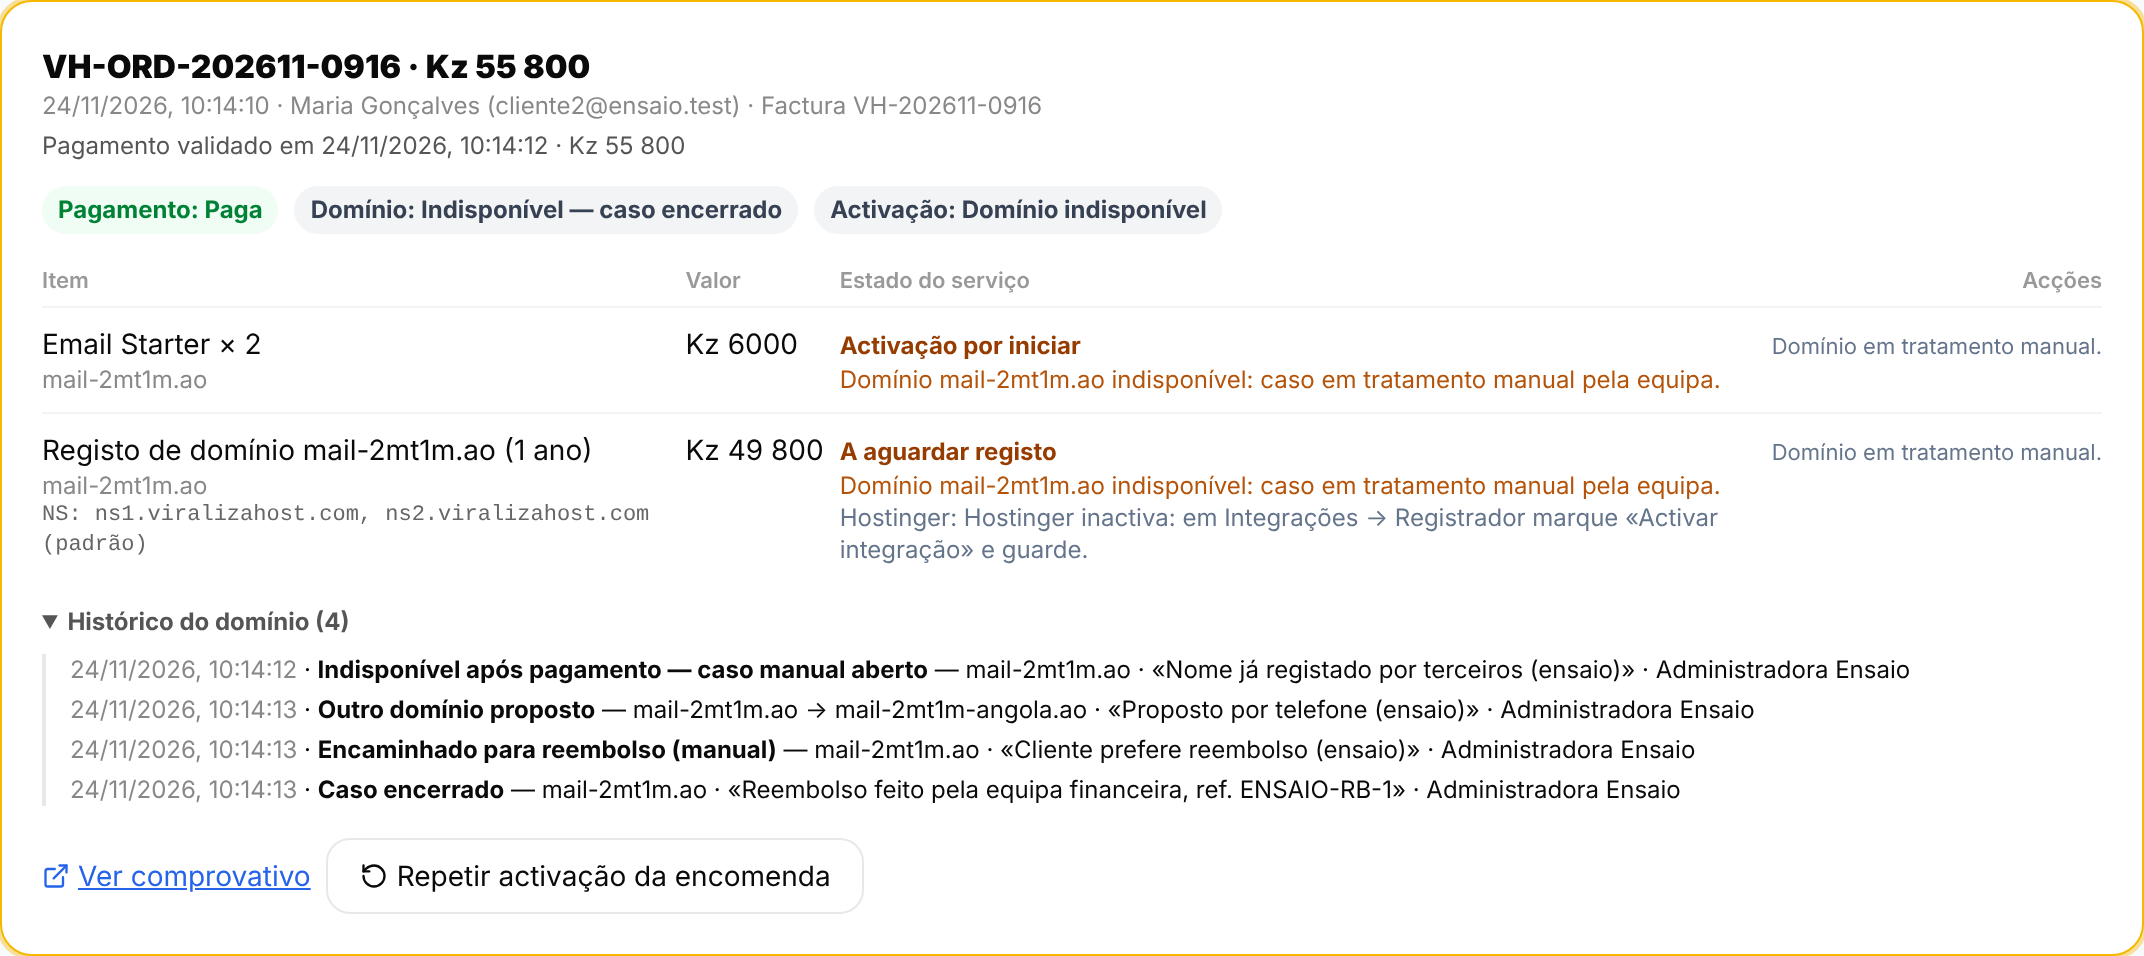 VH-ORD-202611-0916 · Kz 55 800
24/11/2026, 10:14:10 · Maria Gonçalves (cliente2@ensaio.test) · Factura VH-202611-0916
Pagamento validado em 24/11/2026, 10:14:12 · Kz 55 800
Pagamento: Paga Domínio: Indisponível — caso encerrado Activação: Domínio indisponível
Item Valor Estado do serviço Acções
Email Starter × 2 Kz 6000 Activação por iniciar Domínio em tratamento manual.
mail-2mt1m.ao Domínio mail-2mt1m.ao indisponível: caso em tratamento manual pela equipa.
Registo de domínio mail-2mt1m.ao (1 ano) Kz 49 800 A aguardar registo Domínio em tratamento manual.
mail-2mt1m.ao Domínio mail-2mt1m.ao indisponível: caso em tratamento manual pela equipa.
NS: ns1.viralizahost.com, ns2.viralizahost.com Hostinger: Hostinger inactiva: em Integrações → Registrador marque «Activar
(padrão) integração» e guarde.
▼ Histórico do domínio (4)
24/11/2026, 10:14:12 · Indisponível após pagamento — caso manual aberto — mail-2mt1m.ao · «Nome já registado por terceiros (ensaio)» · Administradora Ensaio
24/11/2026, 10:14:13 · Outro domínio proposto — mail-2mt1m.ao → mail-2mt1m-angola.ao · «Proposto por telefone (ensaio)» · Administradora Ensaio
24/11/2026, 10:14:13 · Encaminhado para reembolso (manual) — mail-2mt1m.ao · «Cliente prefere reembolso (ensaio)» · Administradora Ensaio
24/11/2026, 10:14:13 · Caso encerrado — mail-2mt1m.ao · «Reembolso feito pela equipa financeira, ref. ENSAIO-RB-1» · Administradora Ensaio
Ver comprovativo Repetir activação da encomenda